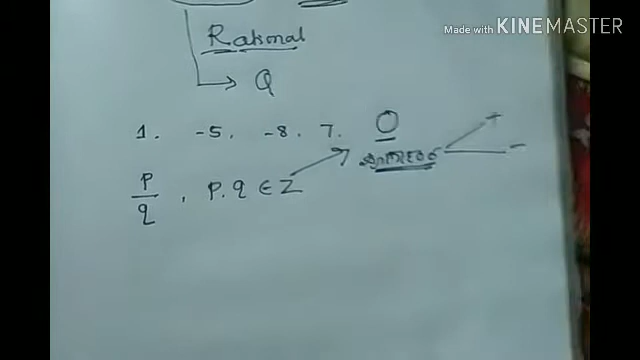 Made with KINEMASTER
Rational
Q
1. -5. -8. 7. 0
+
-
p/q , p.q ∈ Z